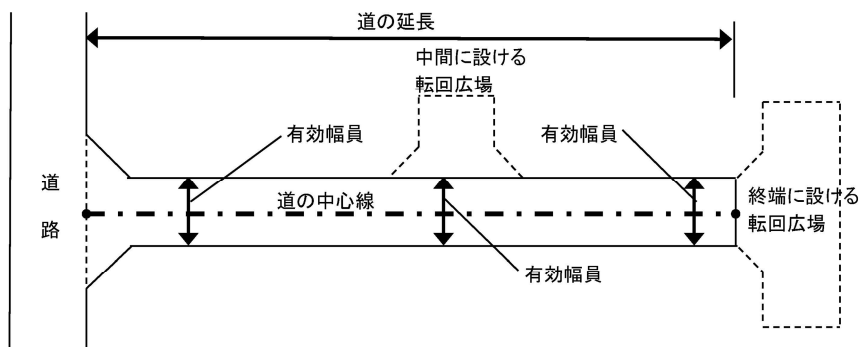 道の延長
中間に設ける
転回広場
有効幅員
有効幅員
道
路
道の中心線
終端に設ける
転回広場
有効幅員